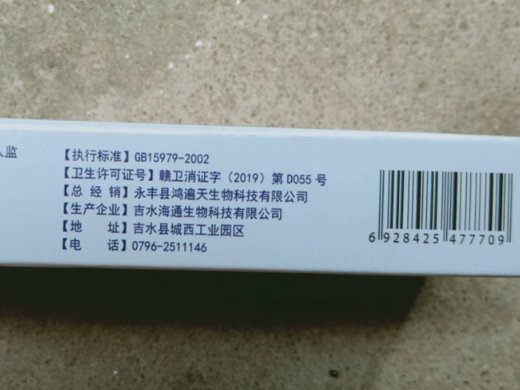 人监
【执行标准】GB15979-2002
【卫生许可证号】赣卫消证字（2019）第D055号
【总经销】永丰县鸿遍天生物科技有限公司
【生产企业】吉水海通生物科技有限公司
【地址】吉水县城西工业园区
【电话】0796-2511146
6 928425 477709